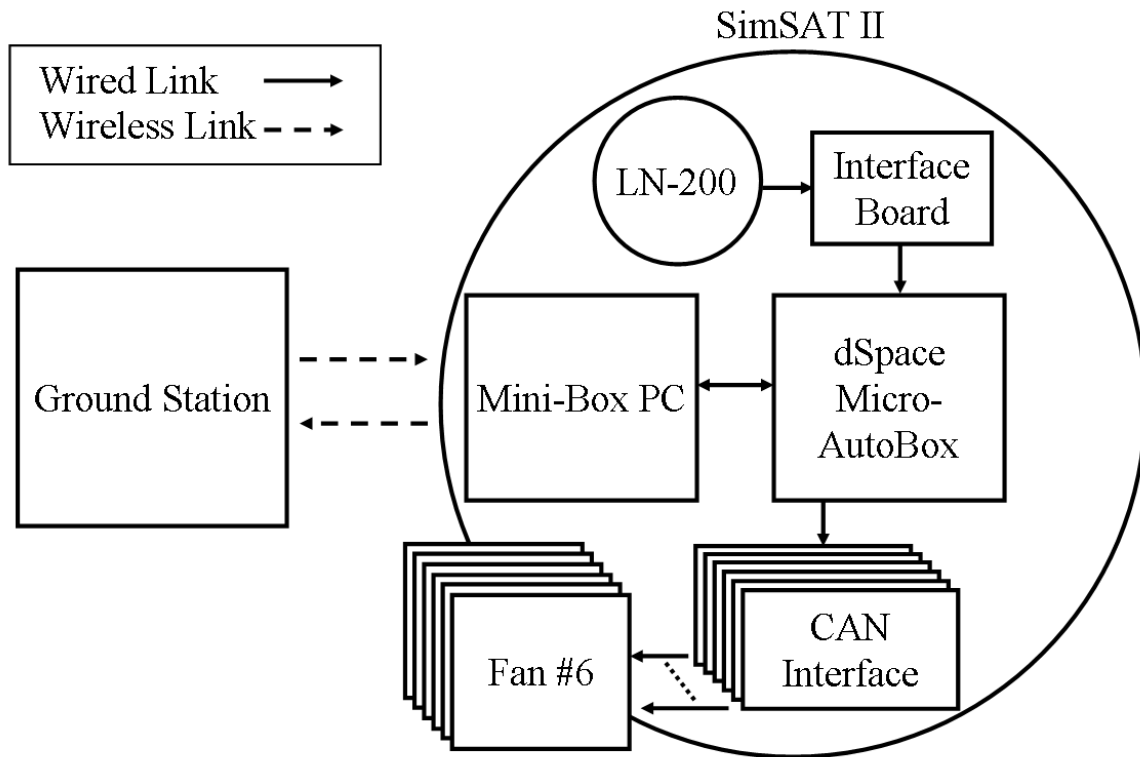 SimSAT II
Wired Link
Wireless Link
LN-200
Interface
Board
Ground Station
Mini-Box PC
dSpace
Micro-
AutoBox
Fan #6
CAN
Interface